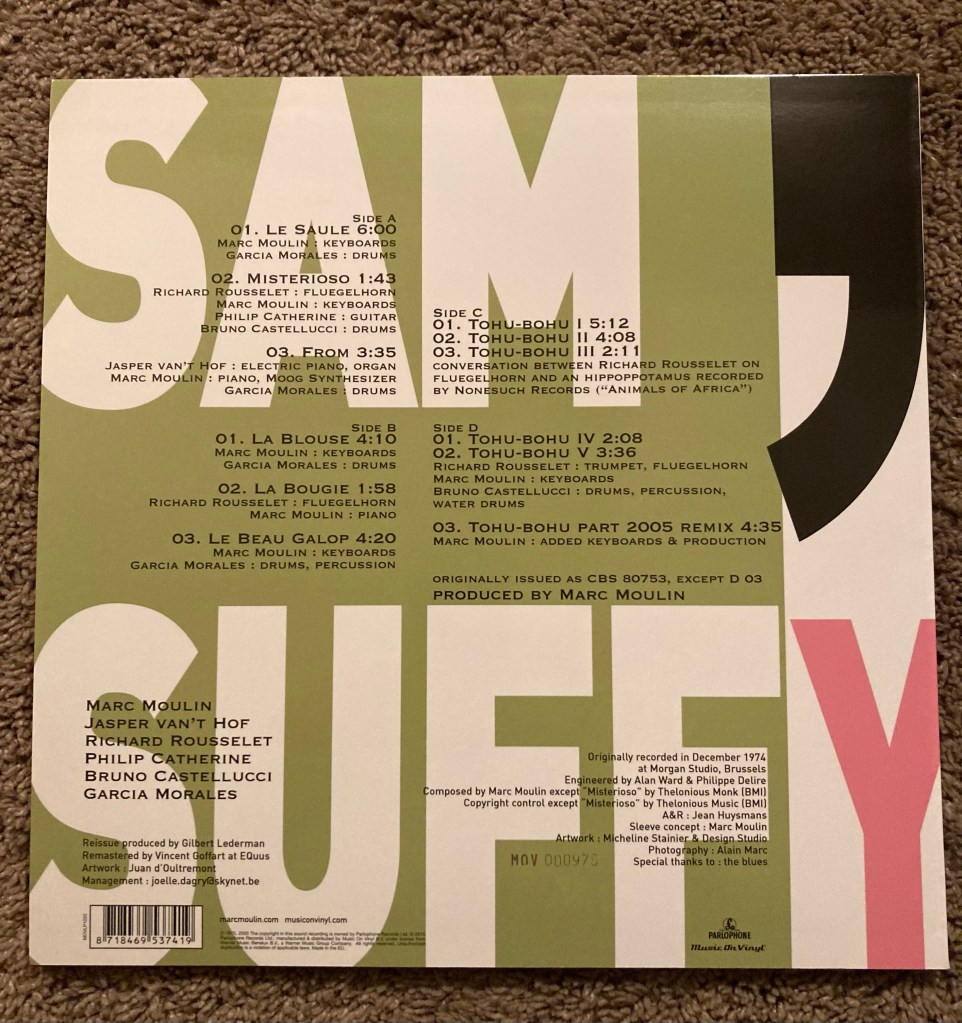 SAM'
SUFFY
SIDE A
01. LE SAULE 6:00
MARC MOULIN : KEYBOARDS
GARCIA MORALES : DRUMS
02. MISTERIOSO 1:43
RICHARD ROUSSELET : FLUEGELHORN
MARC MOULIN : KEYBOARDS
PHILIP CATHERINE : GUITAR
BRUNO CASTELLUCCI : DRUMS
03. FROM 3:35
JASPER VAN'T HOF : ELECTRIC PIANO, ORGAN
MARC MOULIN : PIANO, MOOG SYNTHESIZER
GARCIA MORALES : DRUMS
SIDE B
01. LA BLOUSE 4:10
MARC MOULIN : KEYBOARDS
GARCIA MORALES : DRUMS
02. LA BOUGIE 1:58
RICHARD ROUSSELET : FLUEGELHORN
MARC MOULIN : PIANO
03. LE BEAU GALOP 4:20
MARC MOULIN : KEYBOARDS
GARCIA MORALES : DRUMS, PERCUSSION
SIDE C
01. TOHU-BOHU I 5:12
02. TOHU-BOHU II 4:08
03. TOHU-BOHU III 2:11
CONVERSATION BETWEEN RICHARD ROUSSELET ON
FLUEGELHORN AND AN HIPPOPPOTAMUS RECORDED
BY NONESUCH RECORDS ("ANIMALS OF AFRICA")
SIDE D
01. TOHU-BOHU IV 2:08
02. TOHU-BOHU V 3:36
RICHARD ROUSSELET : TRUMPET, FLUEGELHORN
MARC MOULIN : KEYBOARDS
BRUNO CASTELLUCCI : DRUMS, PERCUSSION,
WATER DRUMS
03. TOHU-BOHU PART 2005 REMIX 4:35
MARC MOULIN : ADDED KEYBOARDS & PRODUCTION
ORIGINALLY ISSUED AS CBS 80753, EXCEPT D 03
PRODUCED BY MARC MOULIN
MARC MOULIN
JASPER VAN'T HOF
RICHARD ROUSSELET
PHILIP CATHERINE
BRUNO CASTELLUCCI
GARCIA MORALES
Reissue produced by Gilbert Lederman
Remastered by Vincent Goffart at EQuus
Artwork : Juan d'Oultremont
Management : joelle.dagry@skynet.be
Originally recorded in December 1974
at Morgan Studio, Brussels
Engineered by Alan Ward & Philippe Delire
Composed by Marc Moulin except "Misterioso" by Thelonious Monk (BMI)
Copyright control except "Misterioso" by Thelonious Music (BMI)
A&R : Jean Huysmans
Sleeve concept : Marc Moulin
Artwork : Micheline Stainier & Design Studio
Photography : Alain Marc
Special thanks to : the blues
MOV 000975
8 718469 537419
marcmoulin.com musiconvinyl.com
PARLOPHONE
Music On Vinyl